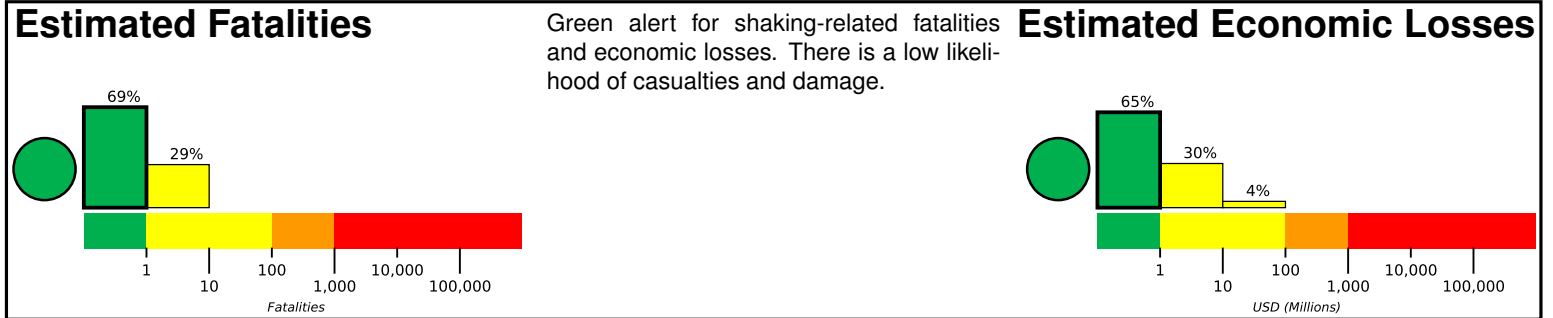 Estimated Fatalities
69%
29%
1
10
100
1,000
10,000
100,000
Fatalities
Green alert for shaking-related fatalities
and economic losses. There is a low likeli-
hood of casualties and damage.
Estimated Economic Losses
65%
30%
4%
1
10
100
1,000
10,000
100,000
USD (Millions)